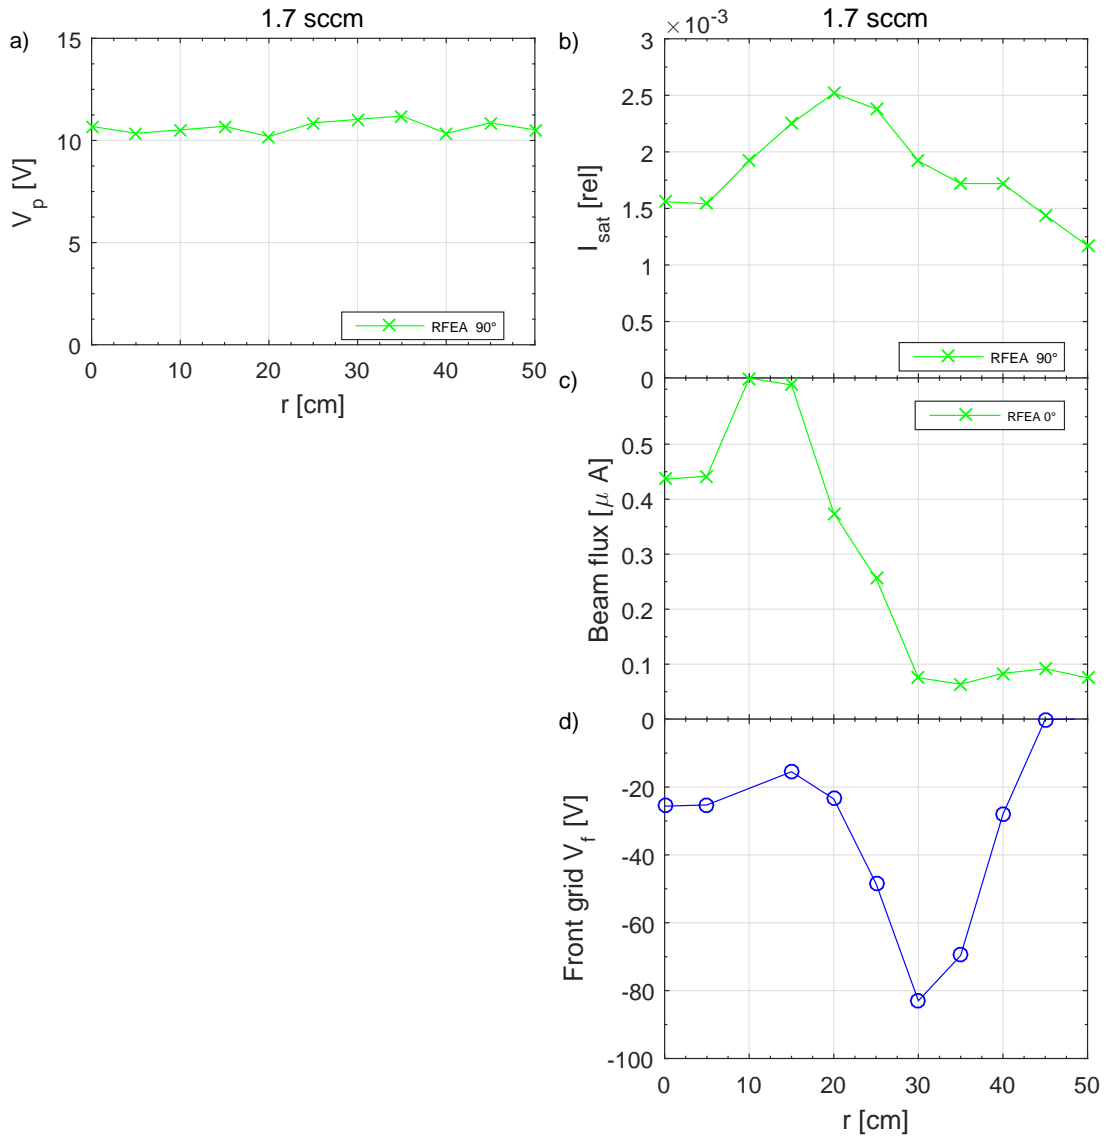 1.7 sccm
a)
15
10
5
0
V_p [V]
RFEA 90°
0 10 20 30 40 50
r [cm]
1.7 sccm
b)
×10^-3
3
2.5
2
1.5
1
0.5
0
I_sat [rel]
RFEA 90°
c)
0.5
0.4
0.3
0.2
0.1
0
Beam flux [μ A]
RFEA 0°
d)
-20
-40
-60
-80
-100
Front grid V_f [V]
0 10 20 30 40 50
r [cm]